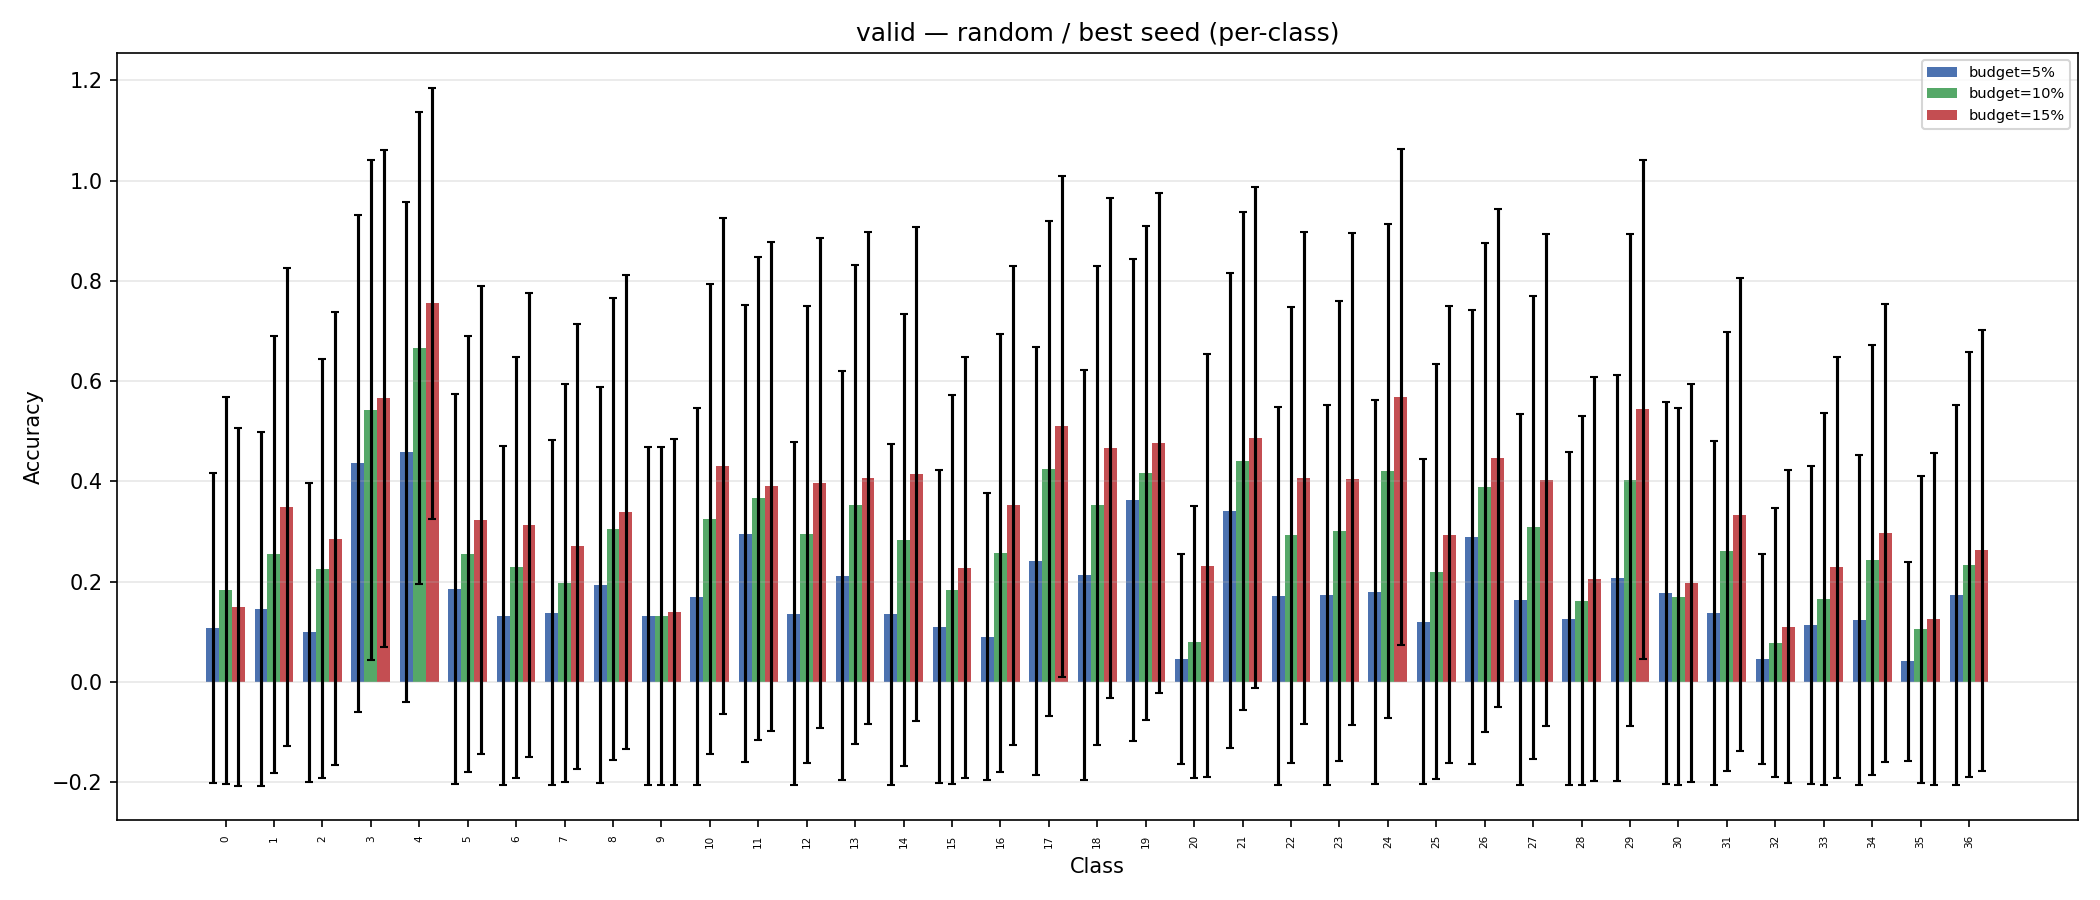 valid — random / best seed (per-class)
budget=5%
budget=10%
budget=15%
Accuracy
1.2
1.0
0.8
0.6
0.4
0.2
0.0
−0.2
0 1 2 3 4 5 6 7 8 9 10 11 12 13 14 15 16 17 18 19 20 21 22 23 24 25 26 27 28 29 30 31 32 33 34 35 36
Class